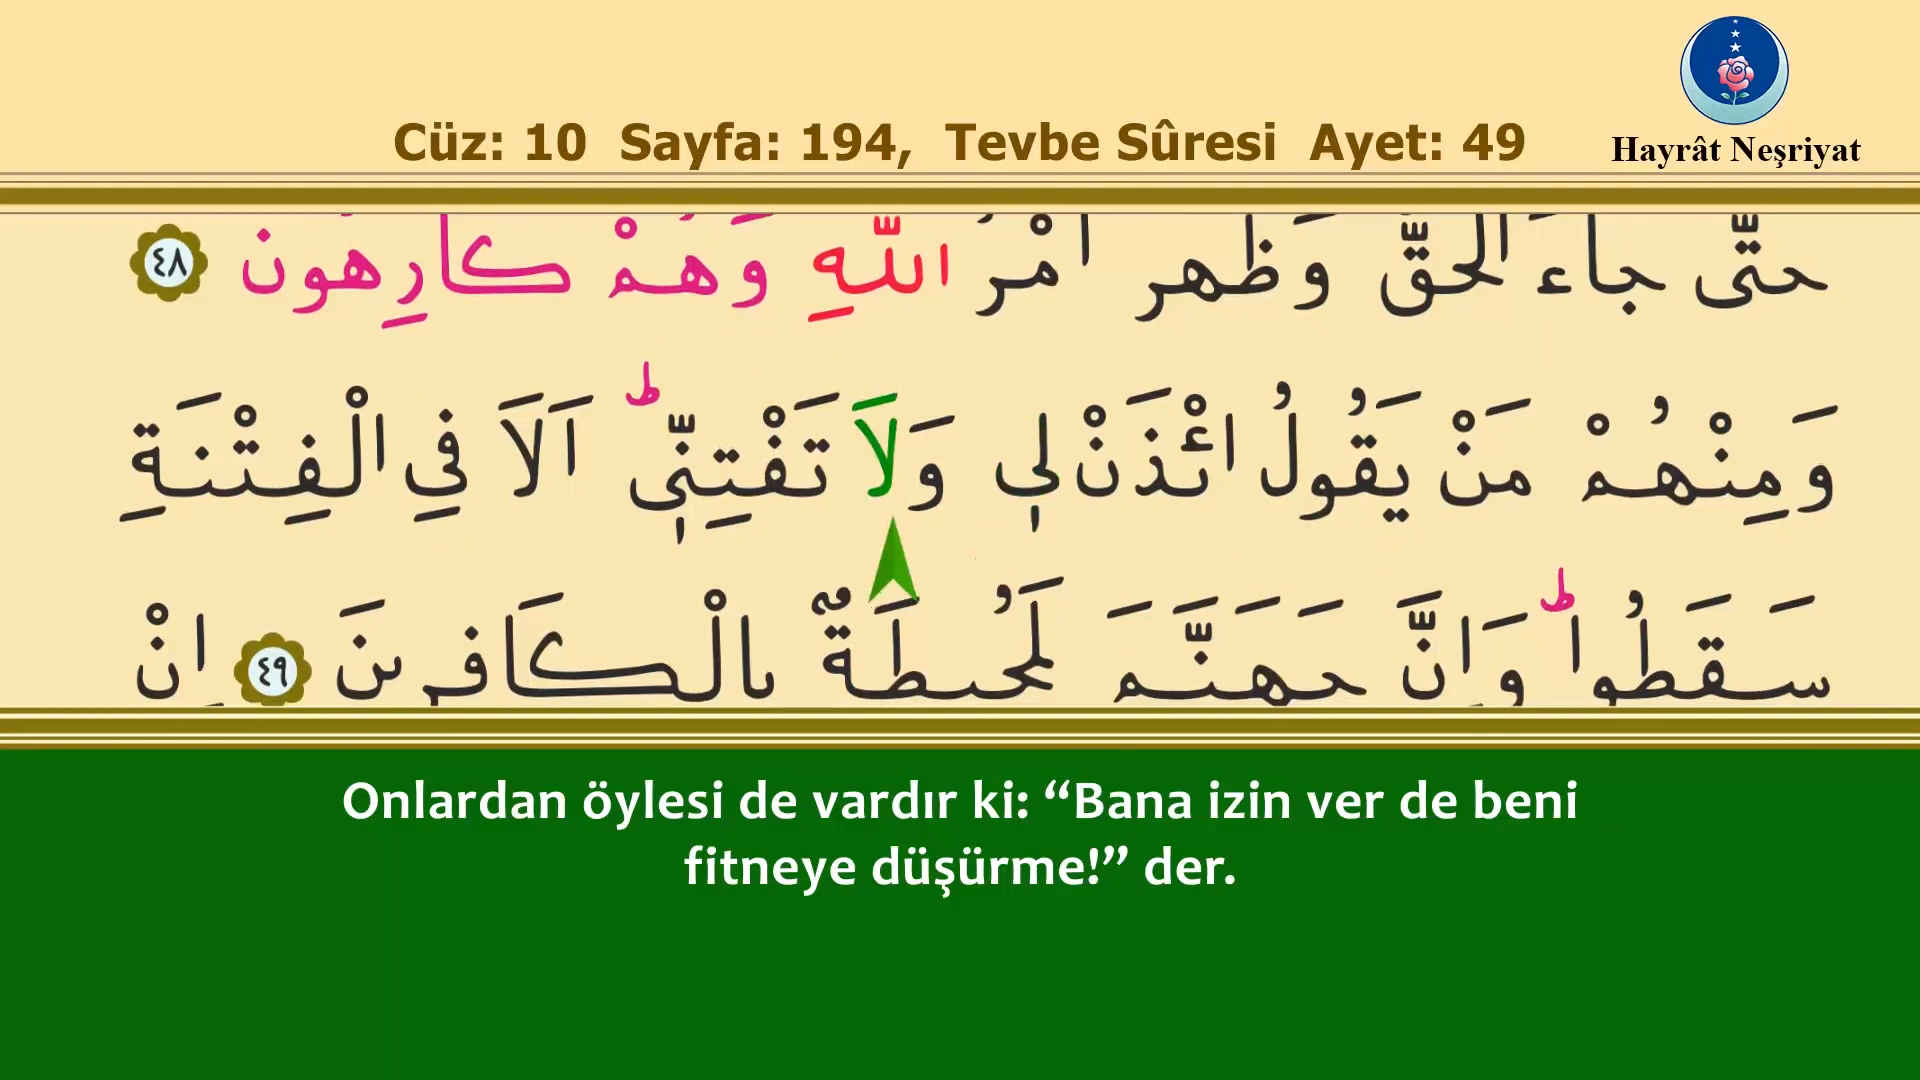 Cüz: 10 Sayfa: 194, Tevbe Sûresi Ayet: 49
Hayrât Neşriyat
حَتّٰى جَاءَ الْحَقُّ وَظَهَرَ اَمْرُ اللّٰهِ وَهُمْ كَارِهُونَ ٤٨
وَمِنْهُمْ مَنْ يَقُولُ ائْذَنْ لٖى وَلَا تَفْتِنّٖى ط اَلَا فِى الْفِتْنَةِ
سَقَطُوا ط وَاِنَّ جَهَنَّمَ لَمُحٖيطَةٌ بِالْكَافِرٖينَ ٤٩ اِنْ
Onlardan öylesi de vardır ki: “Bana izin ver de beni
fitneye düşürme!” der.